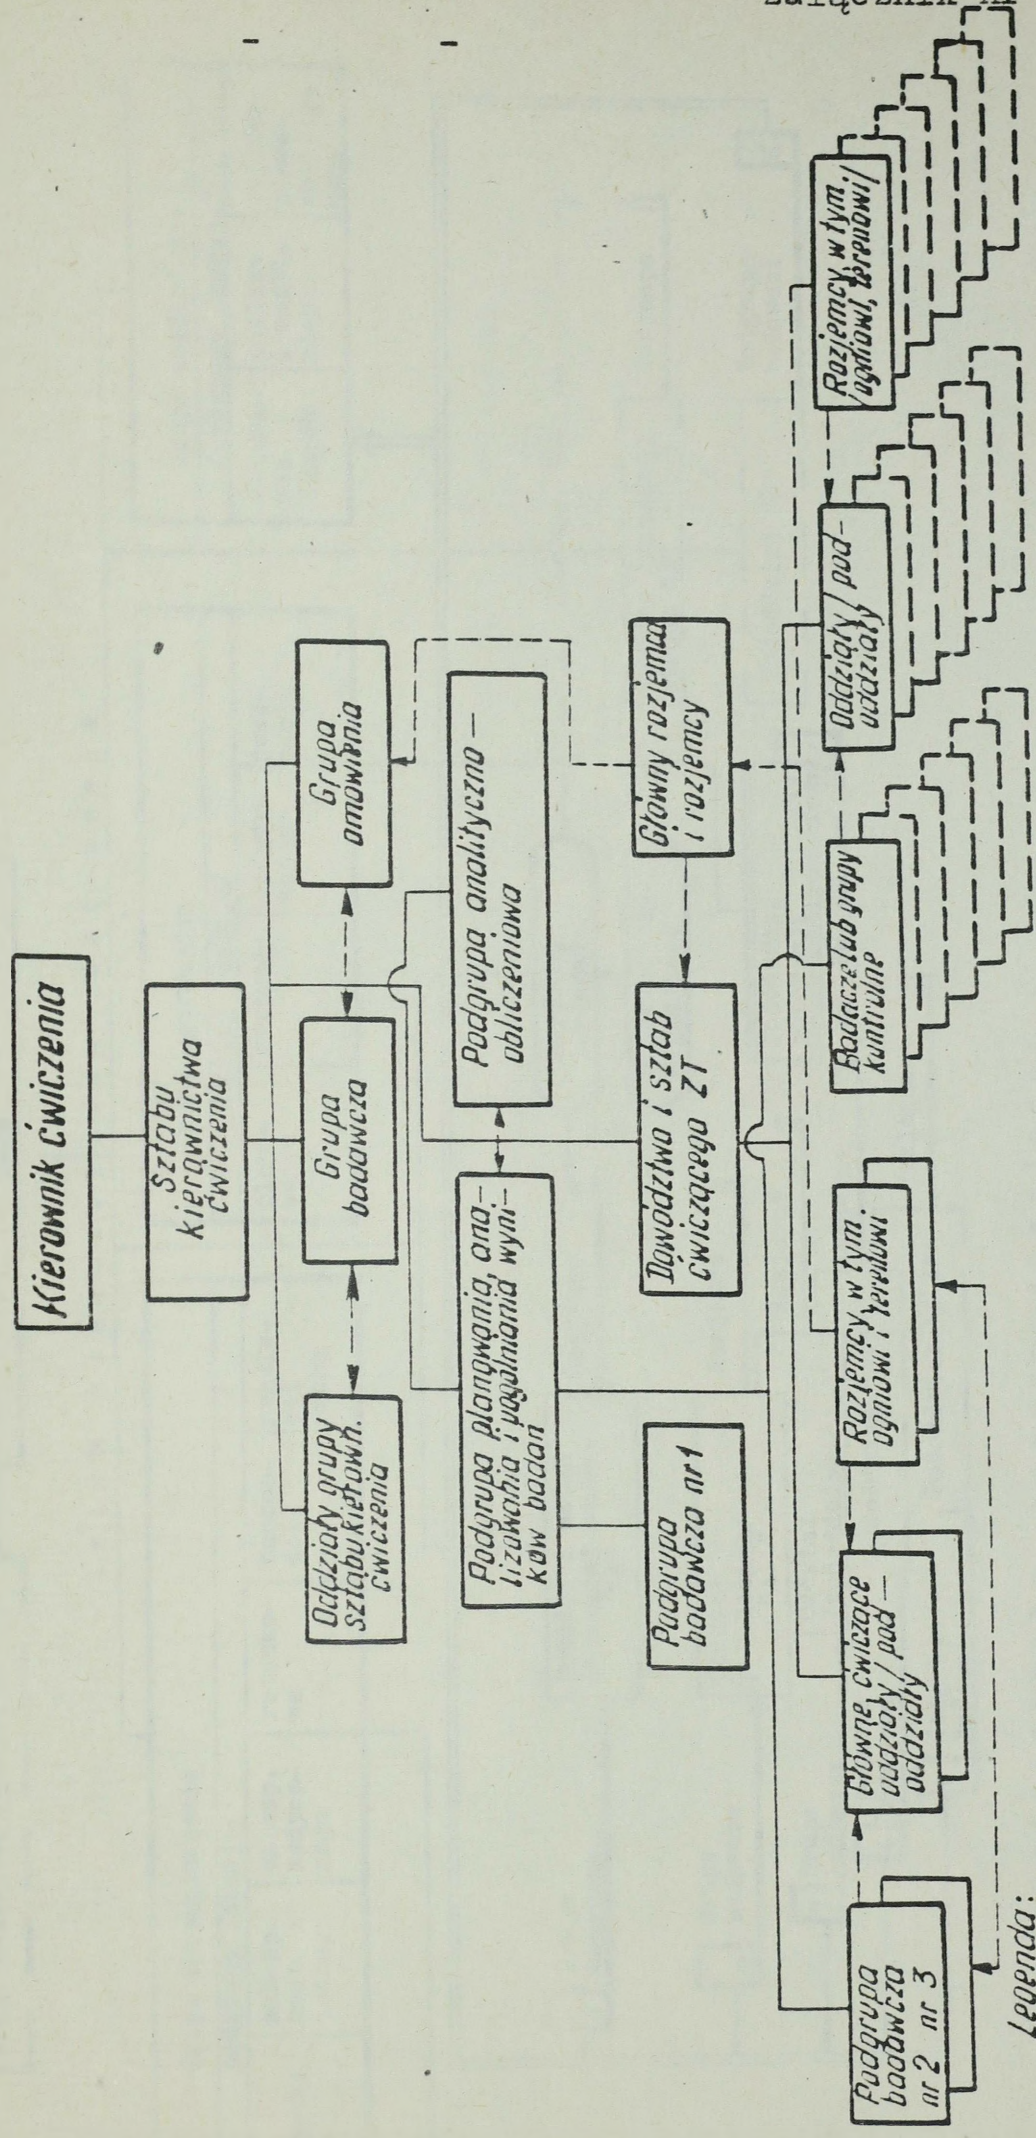 Kierownik ćwiczenia
Sztabu
kierownictwa
ćwiczenia
Oddziały grupy
sztabu kierown.
ćwiczenia
Grupa
badawcza
Grupa
omówienia
Podgrupa planowania, ana-
lizowania i uogólniania wyni-
ków badań
Podgrupa analityczno-
obliczeniowa
Podgrupa
badawcza nr 1
Dowództwo i sztab
ćwiczącego ZT
Główny rozjemca
i rozjemcy
Podgrupa
badawcza
nr 2 nr 3
Główne ćwiczące
oddziały / pod-
oddziały
Rozjemcy, w tym.
ogniowi i terenowi
Badacze lub grupy
kontrolne
Oddziały / pod-
oddziały
Rozjemcy, w tym.
/ogniowi, terenowi/
Legenda: